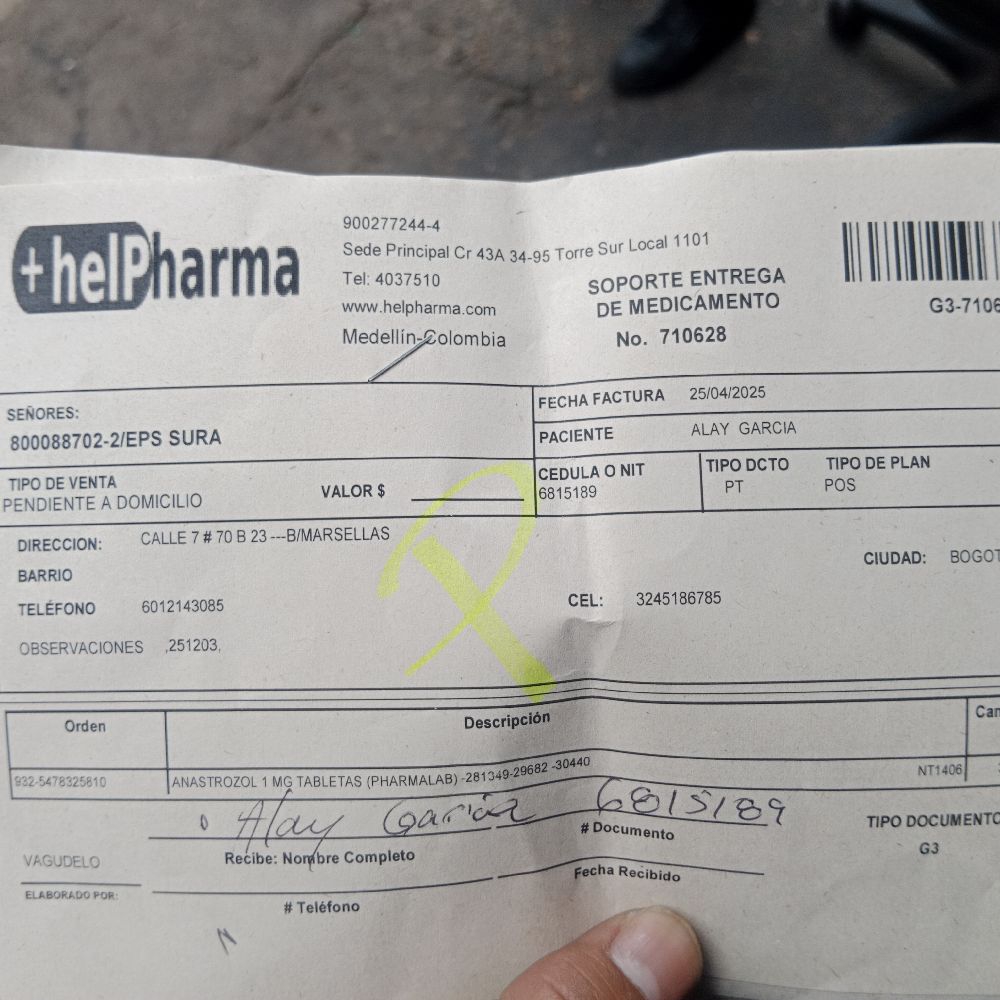 +helPharma
900277244-4
Sede Principal Cr 43A 34-95 Torre Sur Local 1101
Tel: 4037510
www.helpharma.com
Medellín-Colombia
SOPORTE ENTREGA
DE MEDICAMENTO
No. 710628
G3-7106
SEÑORES:
800088702-2/EPS SURA
FECHA FACTURA 25/04/2025
PACIENTE ALAY GARCIA
TIPO DE VENTA
PENDIENTE A DOMICILIO
VALOR $
CEDULA O NIT
6815189
TIPO DCTO
PT
TIPO DE PLAN
POS
DIRECCION: CALLE 7 # 70 B 23 ---B/MARSELLAS
BARRIO
CIUDAD: BOGOT
TELÉFONO 6012143085
CEL: 3245186785
OBSERVACIONES ,251203,
Orden Descripción Can
932-5478325810 ANASTROZOL 1 MG TABLETAS (PHARMALAB) -281349-29682 -30440 NT1406
Alay Garcia 6815189
Recibe: Nombre Completo # Documento
TIPO DOCUMENTO
G3
VAGUDELO
ELABORADO POR:
# Teléfono
Fecha Recibido